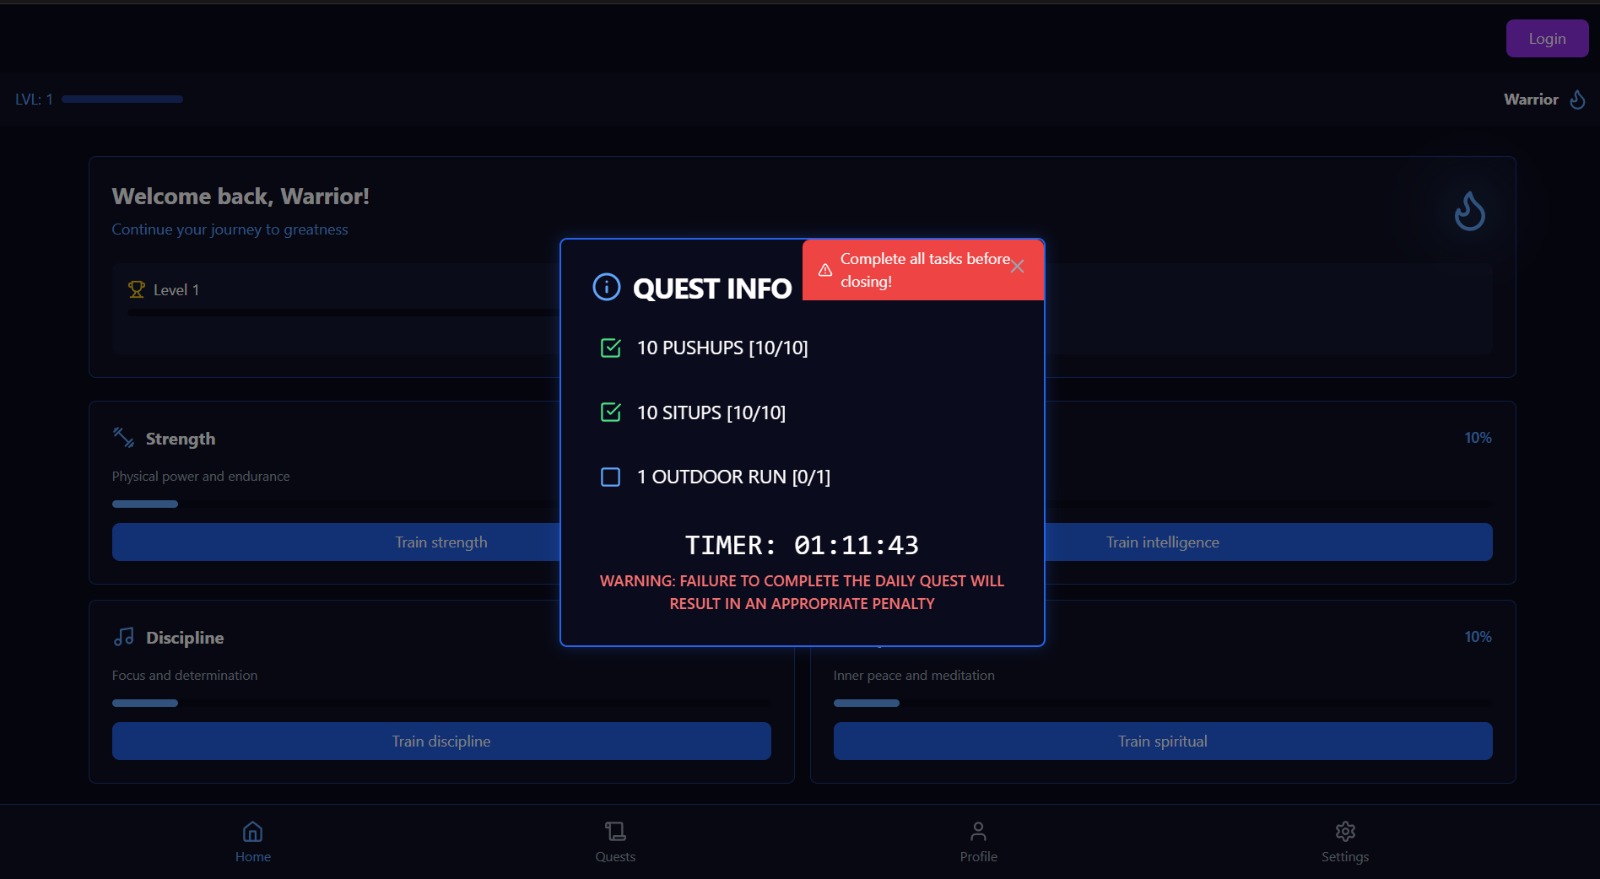 Login
LVL: 1
Warrior
Welcome back, Warrior!
Continue your journey to greatness
Level 1
Complete all tasks before
closing!
QUEST INFO
10 PUSHUPS [10/10]
10 SITUPS [10/10]
1 OUTDOOR RUN [0/1]
TIMER: 01:11:43
WARNING: FAILURE TO COMPLETE THE DAILY QUEST WILL
RESULT IN AN APPROPRIATE PENALTY
Strength
10%
Physical power and endurance
Train strength
Train intelligence
Discipline
10%
Focus and determination
Inner peace and meditation
Train discipline
Train spiritual
Home
Quests
Profile
Settings